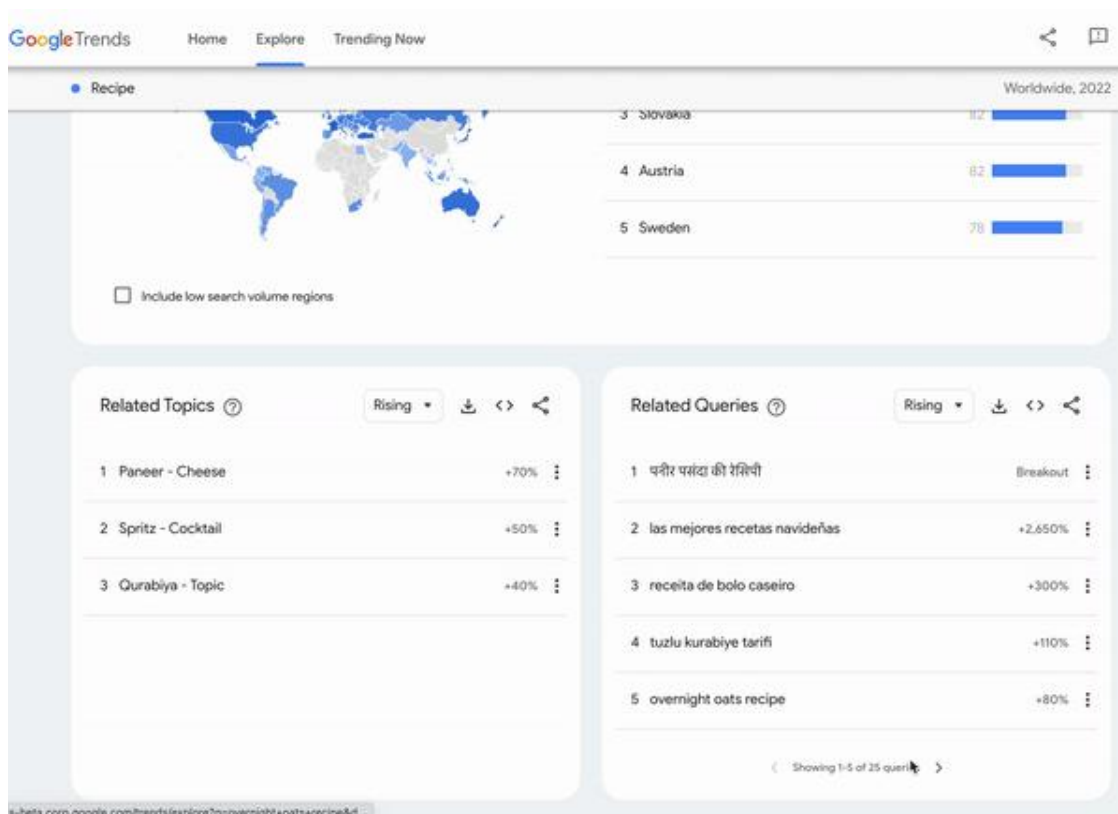 GoogleTrends Home Explore Trending Now
Recipe Worldwide, 2022
3 Slovakia 82
4 Austria 82
5 Sweden 78
Include low search volume regions
Related Topics Rising
1 Paneer - Cheese +70%
2 Spritz - Cocktail +50%
3 Qurabiya - Topic +40%
Related Queries Rising
1 पनीर पसंदा की रेसिपी Breakout
2 las mejores recetas navideñas +2,650%
3 receita de bolo caseiro +300%
4 tuzlu kurabiye tarifi +110%
5 overnight oats recipe +80%
Showing 1-5 of 25 queries